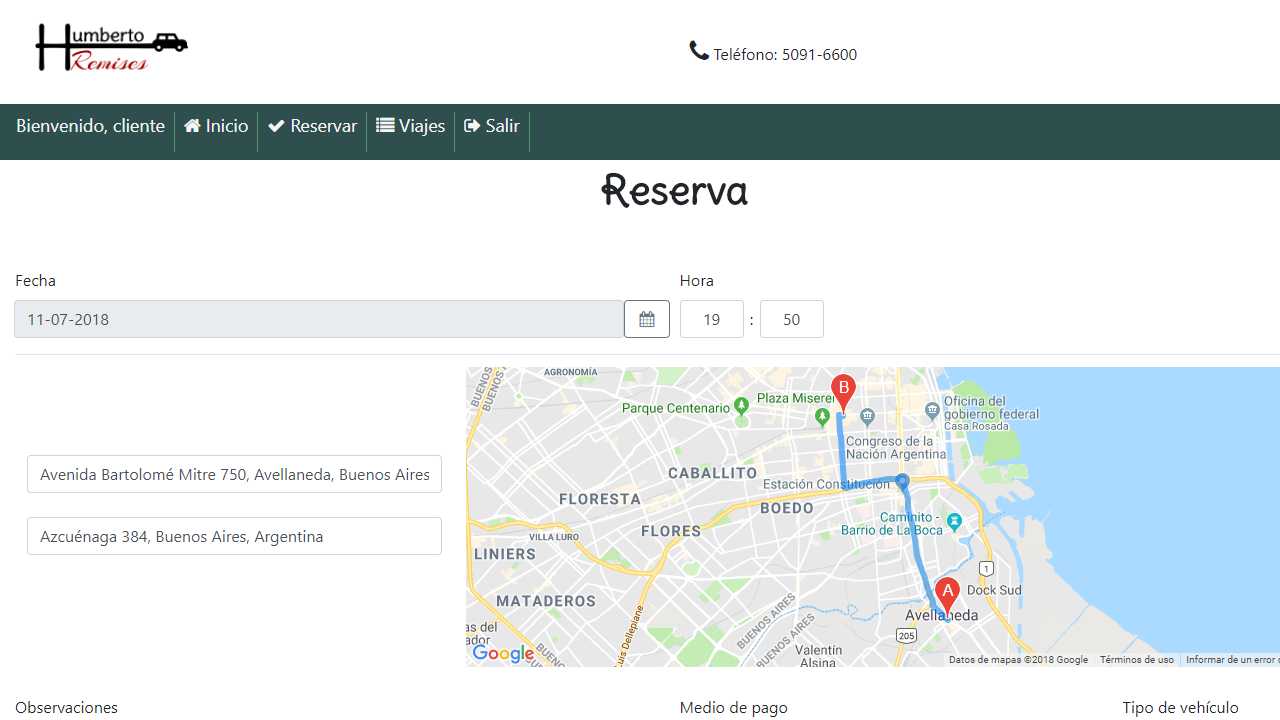 Humberto
Remises
Teléfono: 5091-6600
Bienvenido, cliente
Inicio
Reservar
Viajes
Salir
Reserva
Fecha
Hora
11-07-2018
19 : 50
Avenida Bartolomé Mitre 750, Avellaneda, Buenos Aires
Azcuénaga 384, Buenos Aires, Argentina
BUENOS
BUENOS AIRES
AGRONOMÍA
Parque Centenario
Plaza Miserer
B
Oficina del
gobierno federal
Casa Rosada
Congreso de la
Nación Argentina
CABALLITO
Estación Constitución
FLORESTA
BOEDO
FLORES
Caminito -
Barrio de La Boca
VILLA LURO
LINIERS
1
MATADEROS
A
Dock Sud
Avellaneda
205
as del
ador
BUENOS
Luis Dellepiane
BUENOS AIRES
BUENOS AIRES
Valentín
Alsina
Google
Datos de mapas ©2018 Google
Términos de uso
Informar de un error
Observaciones
Medio de pago
Tipo de vehículo